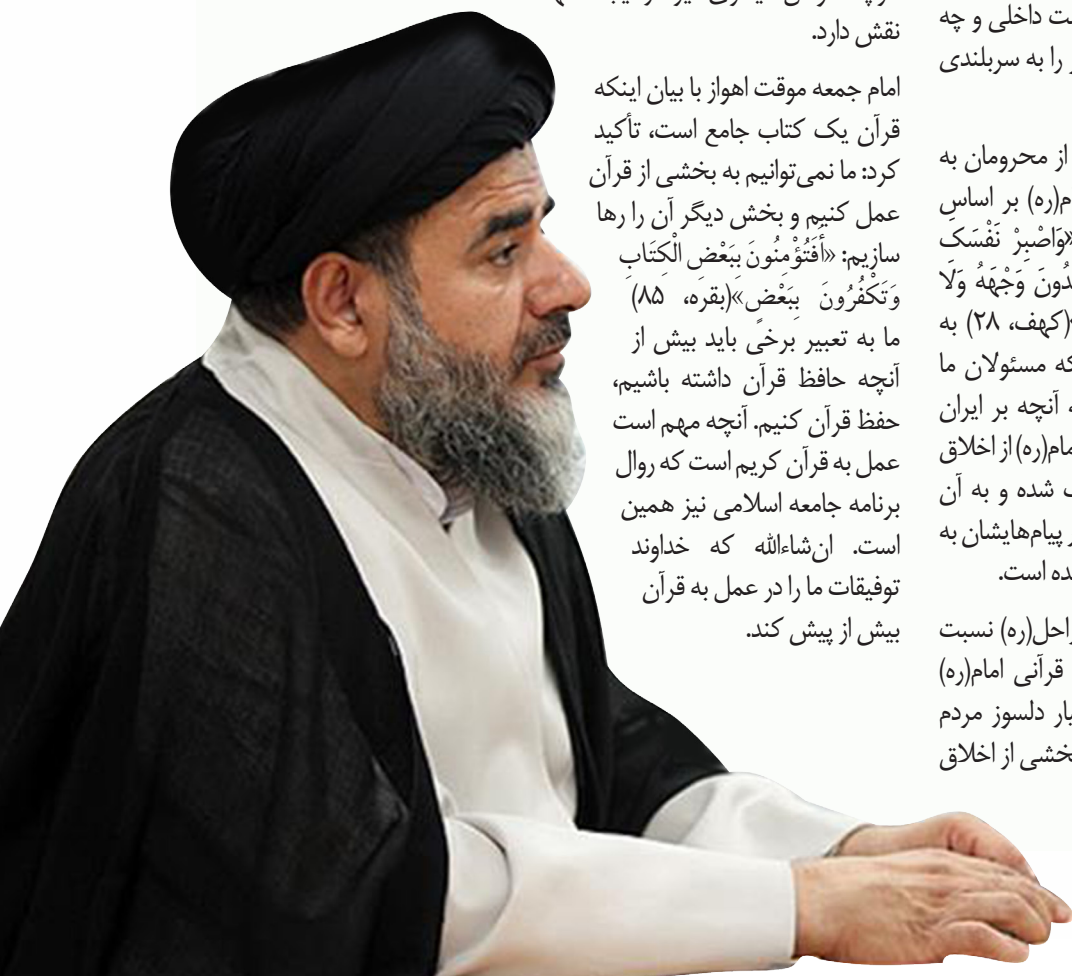 داخلی و چه
را به سربلندی
از محرومان به
(ره) بر اساس
«وَاصْبِرْ نَفْسَکَ
وَجْهَهُ وَلَا
(کهف، ۲۸) به
که مسئولان ما
آنچه بر ایران
(ره) از اخلاق
شده و به آن
پیام‌هایشان به
است.
(ره) نسبت
قرآنی امام(ره)
دلسوز مردم
از اخلاق
نقش دارد.
امام جمعه موقت اهواز با بیان اینکه
قرآن یک کتاب جامع است، تأکید
کرد: ما نمی‌توانیم به بخشی از قرآن
عمل کنیم و بخش دیگر آن را رها
سازیم: «أَفَتُؤْمِنُونَ بِبَعْضِ الْکِتَابِ
وَتَکْفُرُونَ بِبَعْضٍ»(بقره، ۸۵)
ما به تعبیر برخی باید بیش از
آنچه حافظ قرآن داشته باشیم،
حفظ قرآن کنیم. آنچه مهم است
عمل به قرآن کریم است که روال
برنامه جامعه اسلامی نیز همین
است. ان‌شاءالله که خداوند
توفیقات ما را در عمل به قرآن
بیش از پیش کند.